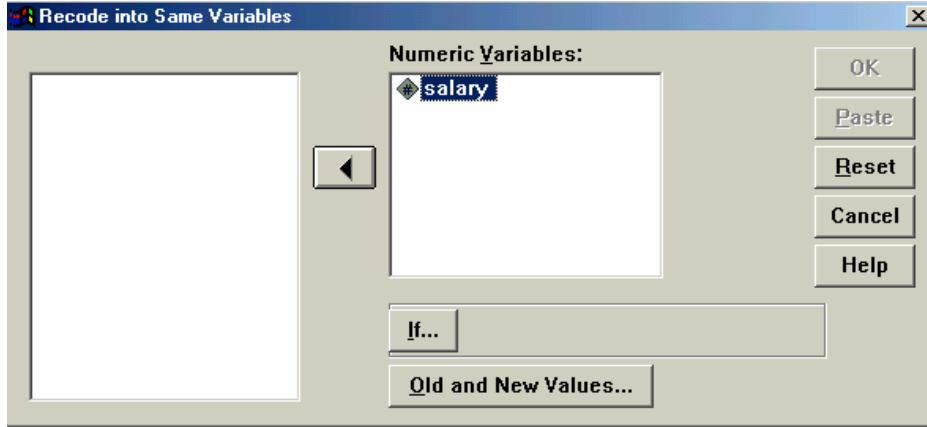 Recode into Same Variables
Numeric Variables:
salary
OK
Paste
Reset
Cancel
Help
If...
Old and New Values...